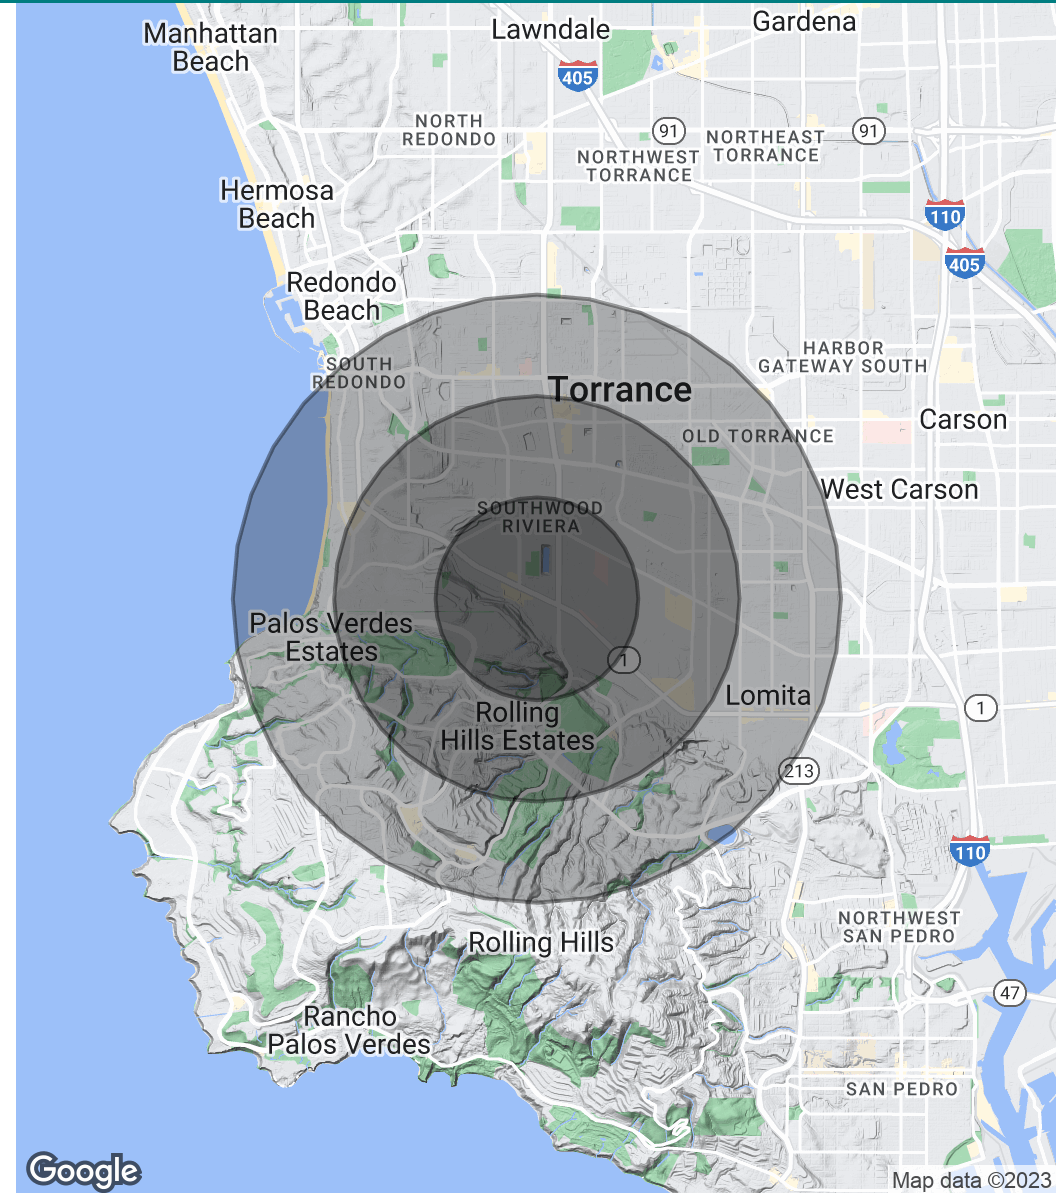 Manhattan
Beach
Lawndale
Gardena
405
NORTH
REDONDO
91
NORTHEAST
TORRANCE
91
NORTHWEST
TORRANCE
Hermosa
Beach
110
405
Redondo
Beach
SOUTH
REDONDO
HARBOR
GATEWAY SOUTH
Torrance
OLD TORRANCE
Carson
West Carson
SOUTHWOOD
RIVIERA
Palos Verdes
Estates
1
Lomita
1
Rolling
Hills Estates
213
110
NORTHWEST
SAN PEDRO
Rolling Hills
47
Rancho
Palos Verdes
SAN PEDRO
Google
Map data ©2023